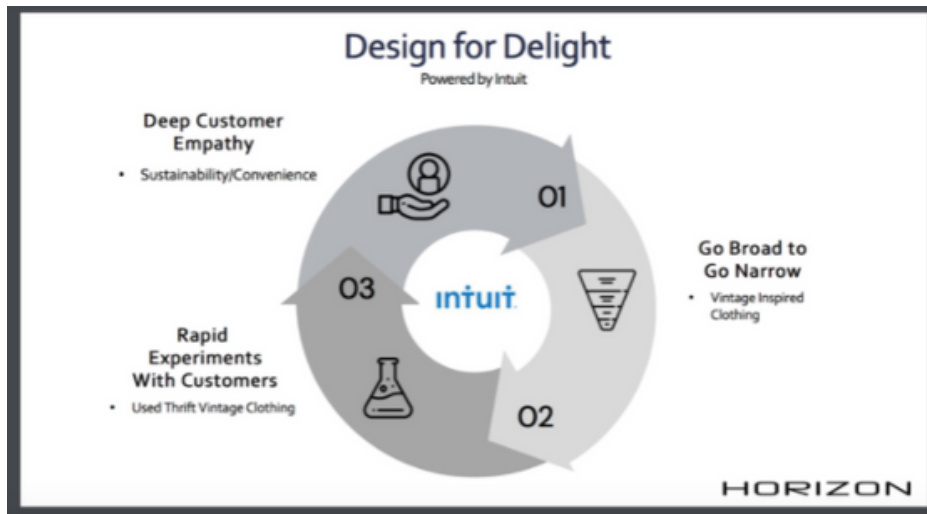 Design for Delight
Powered by Intuit
Deep Customer
Empathy
• Sustainability/Convenience
01
Go Broad to
Go Narrow
• Vintage Inspired
Clothing
03
INTUIT
Rapid
Experiments
With Customers
• Used Thrift Vintage Clothing
02
HORIZON